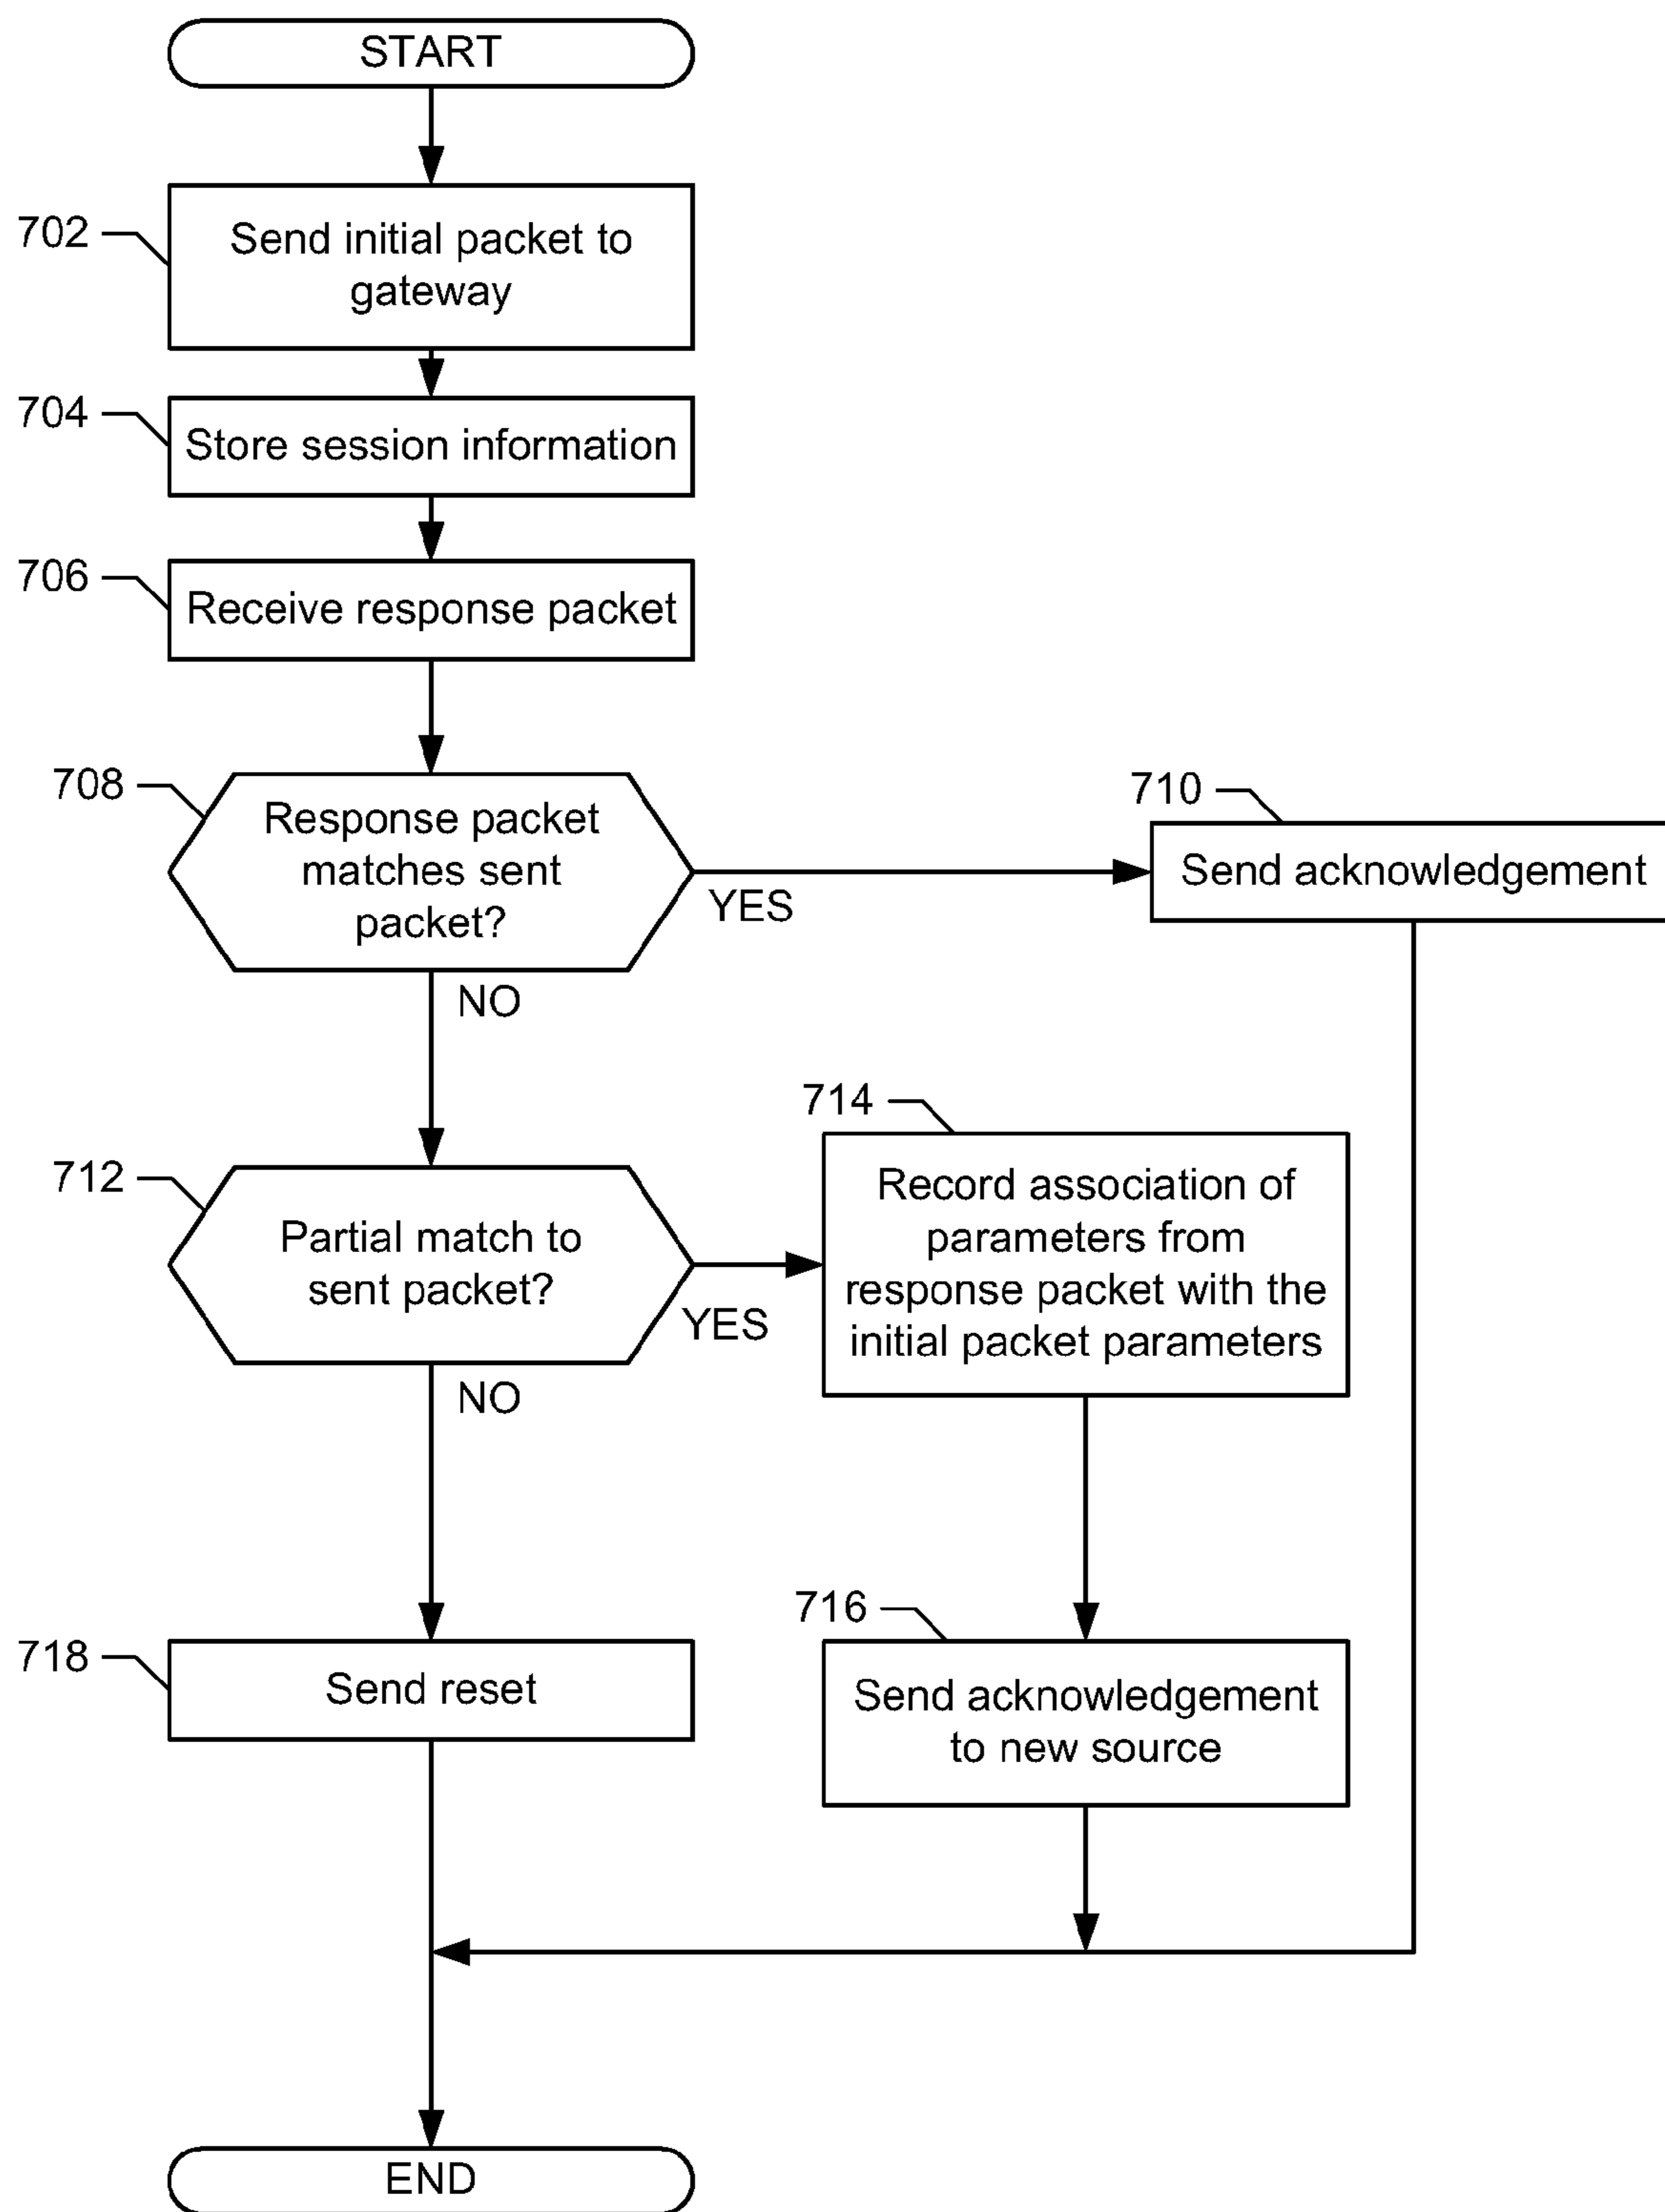 START
702
Send initial packet to
gateway
704
Store session information
706
Receive response packet
708
Response packet
matches sent
packet?
YES
710
Send acknowledgement
NO
712
Partial match to
sent packet?
YES
714
Record association of
parameters from
response packet with the
initial packet parameters
NO
716
Send acknowledgement
to new source
718
Send reset
END